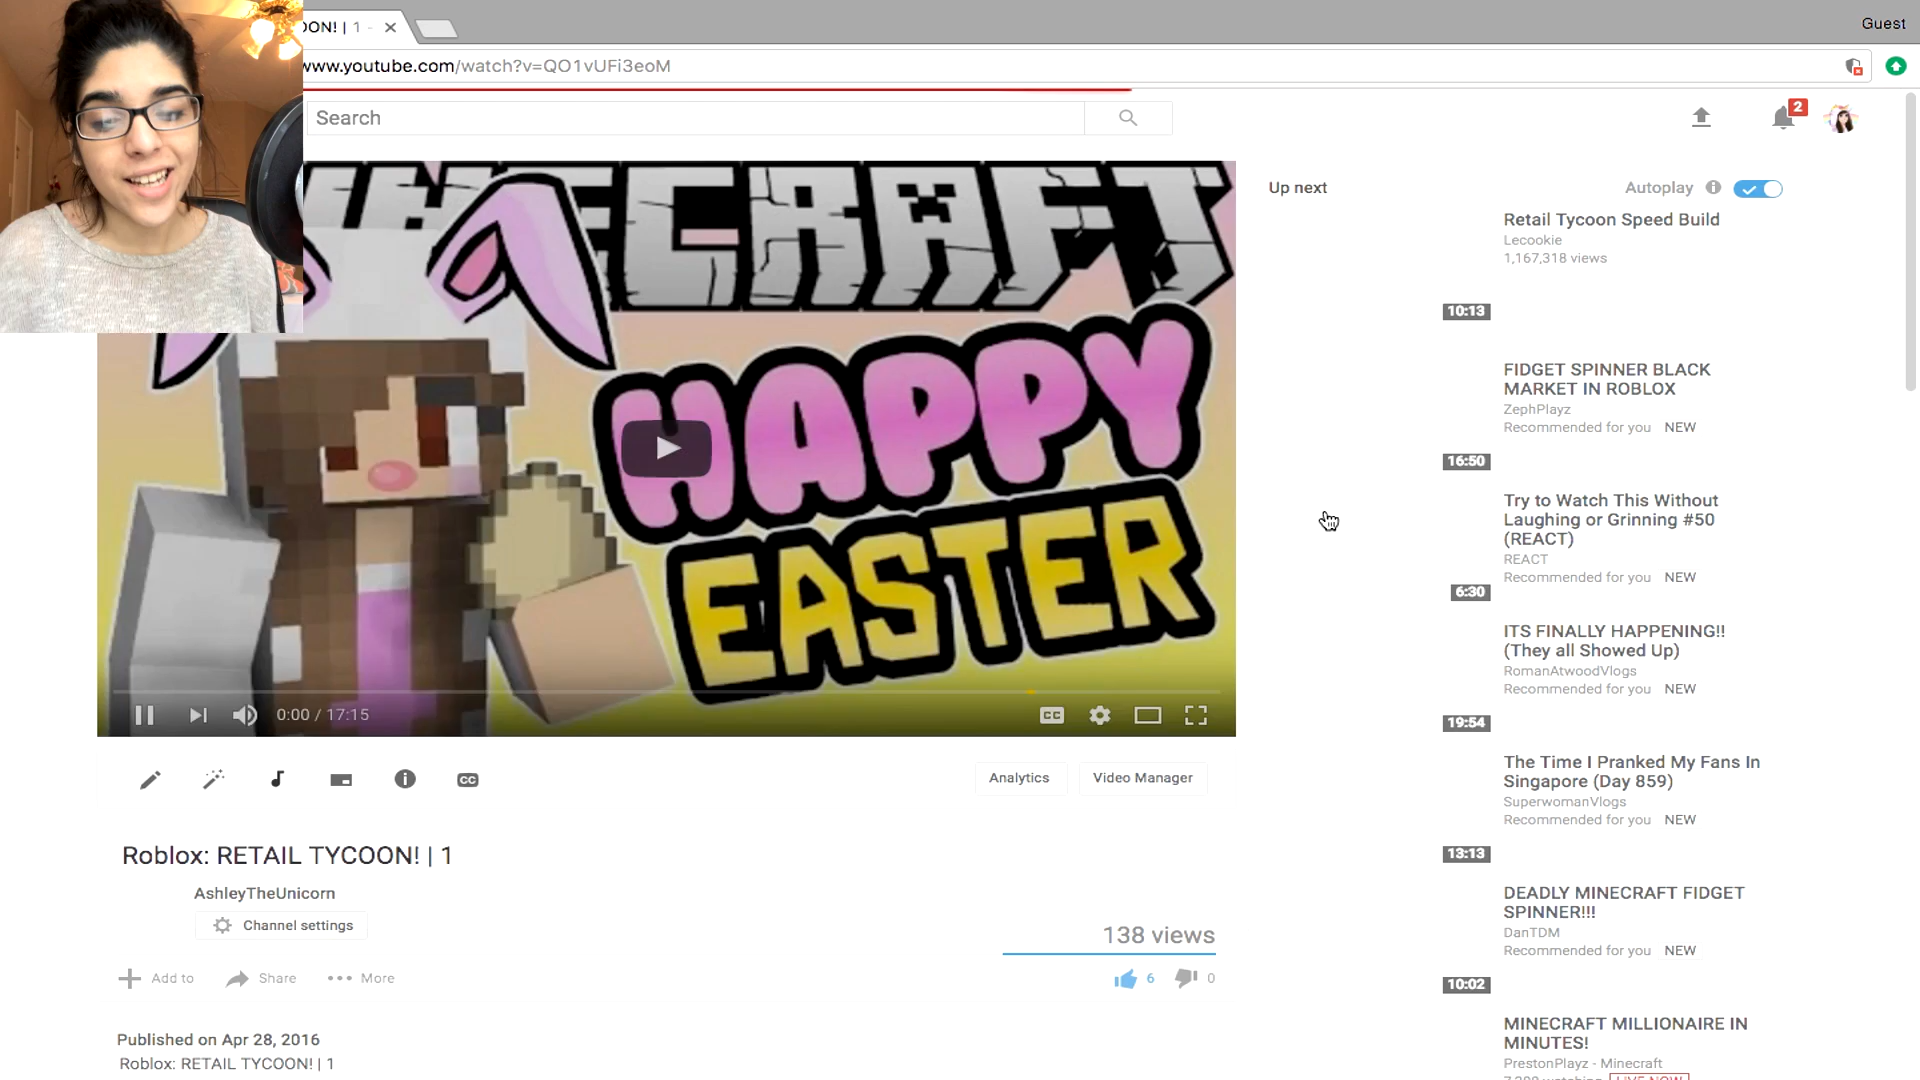 OON! | 1 -
Guest
www.youtube.com/watch?v=QO1vUFi3eoM
Search
2
MINECRAFT
HAPPY
EASTER
0:00 / 17:15
CC
CC
Analytics
Video Manager
Roblox: RETAIL TYCOON! | 1
AshleyTheUnicorn
Channel settings
138 views
Add to
Share
More
6
0
Published on Apr 28, 2016
Roblox: RETAIL TYCOON! | 1
Up next
Autoplay
Retail Tycoon Speed Build
Lecookie
1,167,318 views
10:13
FIDGET SPINNER BLACK
MARKET IN ROBLOX
ZephPlayz
Recommended for you NEW
16:50
Try to Watch This Without
Laughing or Grinning #50
(REACT)
REACT
Recommended for you NEW
6:30
ITS FINALLY HAPPENING!!
(They all Showed Up)
RomanAtwoodVlogs
Recommended for you NEW
19:54
The Time I Pranked My Fans In
Singapore (Day 859)
SuperwomanVlogs
Recommended for you NEW
13:13
DEADLY MINECRAFT FIDGET
SPINNER!!!
DanTDM
Recommended for you NEW
10:02
MINECRAFT MILLIONAIRE IN
MINUTES!
PrestonPlayz - Minecraft
watching LIVE NOW